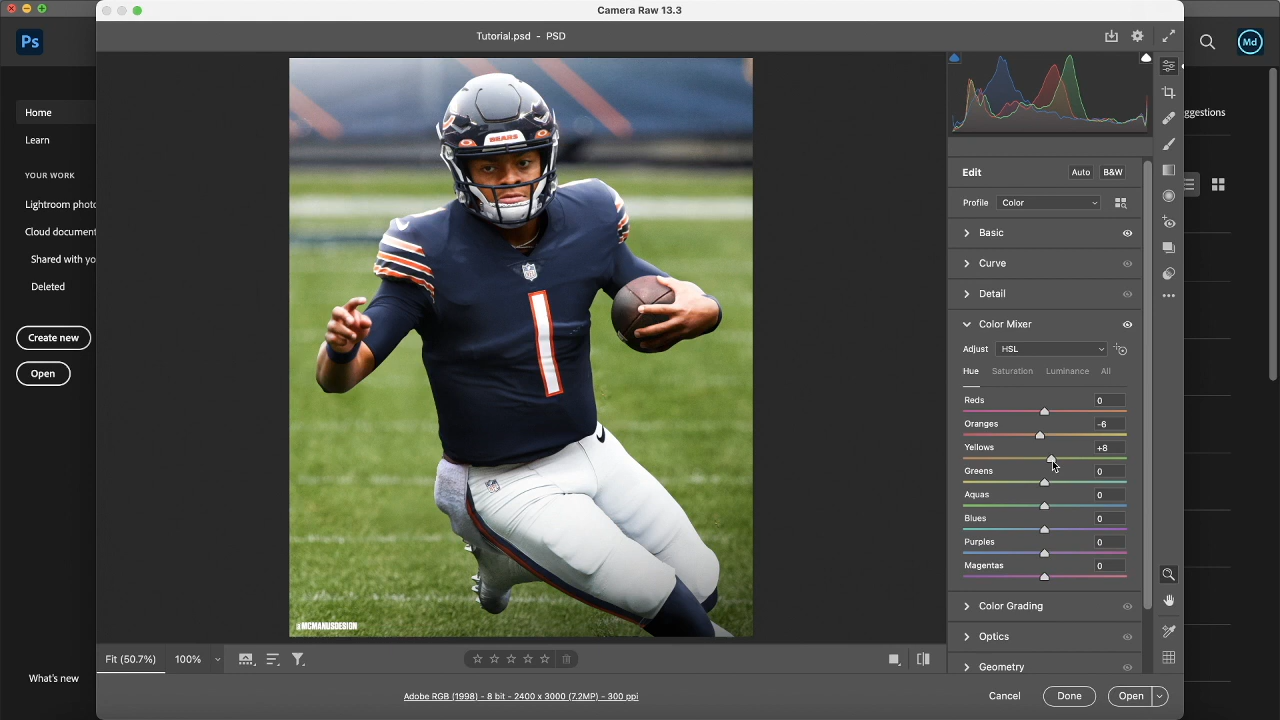 Camera Raw 13.3
Ps
Tutorial.psd - PSD
Md
Home
Learn
YOUR WORK
Lightroom photo
Cloud document
Shared with yo
Deleted
Create new
Open
What's new
ggestions
BEARS
NFL
1
NFL
@MCMANUSDESIGN
Edit
Auto B&W
Profile Color
Basic
Curve
Detail
Color Mixer
Adjust HSL
Hue Saturation Luminance All
Reds 0
Oranges -6
Yellows +8
Greens 0
Aquas 0
Blues 0
Purples 0
Magentas 0
Color Grading
Optics
Geometry
Fit (50.7%) 100%
Adobe RGB (1998) - 8 bit - 2400 x 3000 (7.2MP) - 300 ppi
Cancel Done Open